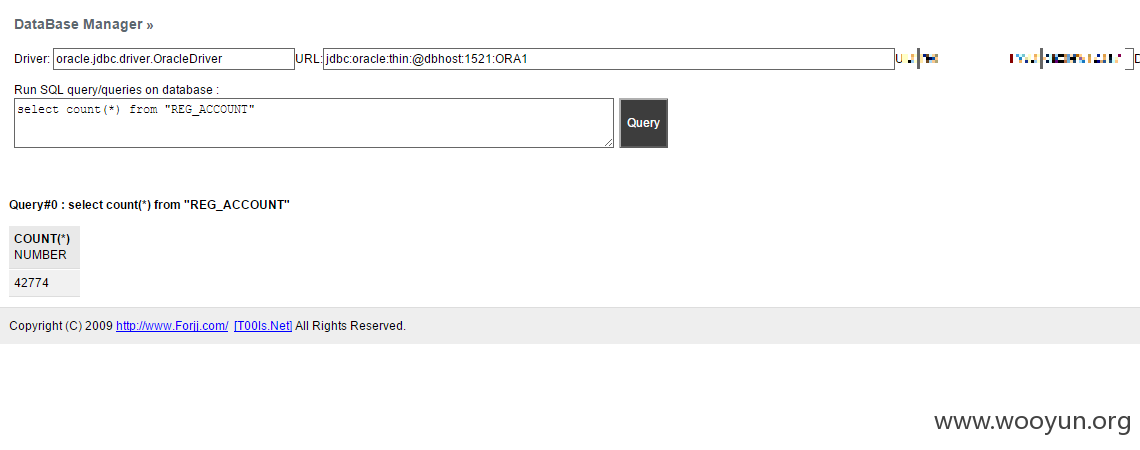 DataBase Manager »
Driver: oracle.jdbc.driver.OracleDriver URL: jdbc:oracle:thin:@dbhost:1521:ORA1
Run SQL query/queries on database :
select count(*) from "REG_ACCOUNT"
Query
Query#0 : select count(*) from "REG_ACCOUNT"
COUNT(*)
NUMBER
42774
Copyright (C) 2009 http://www.Forjj.com/ [T00ls.Net] All Rights Reserved.
www.wooyun.org